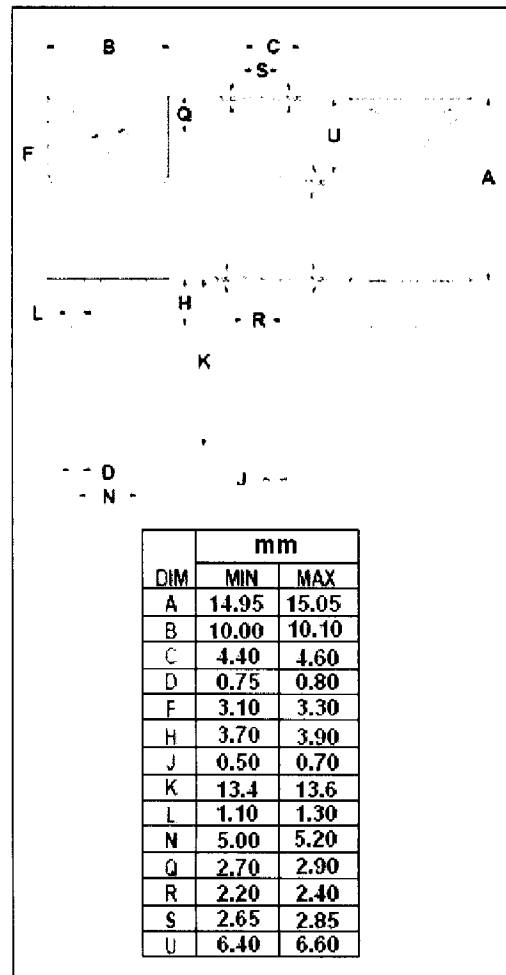 B C
S
Q
U
F
A
H
L R
K
D J
N
mm
DIM MIN MAX
A 14.95 15.05
B 10.00 10.10
C 4.40 4.60
D 0.75 0.80
F 3.10 3.30
H 3.70 3.90
J 0.50 0.70
K 13.4 13.6
L 1.10 1.30
N 5.00 5.20
Q 2.70 2.90
R 2.20 2.40
S 2.65 2.85
U 6.40 6.60